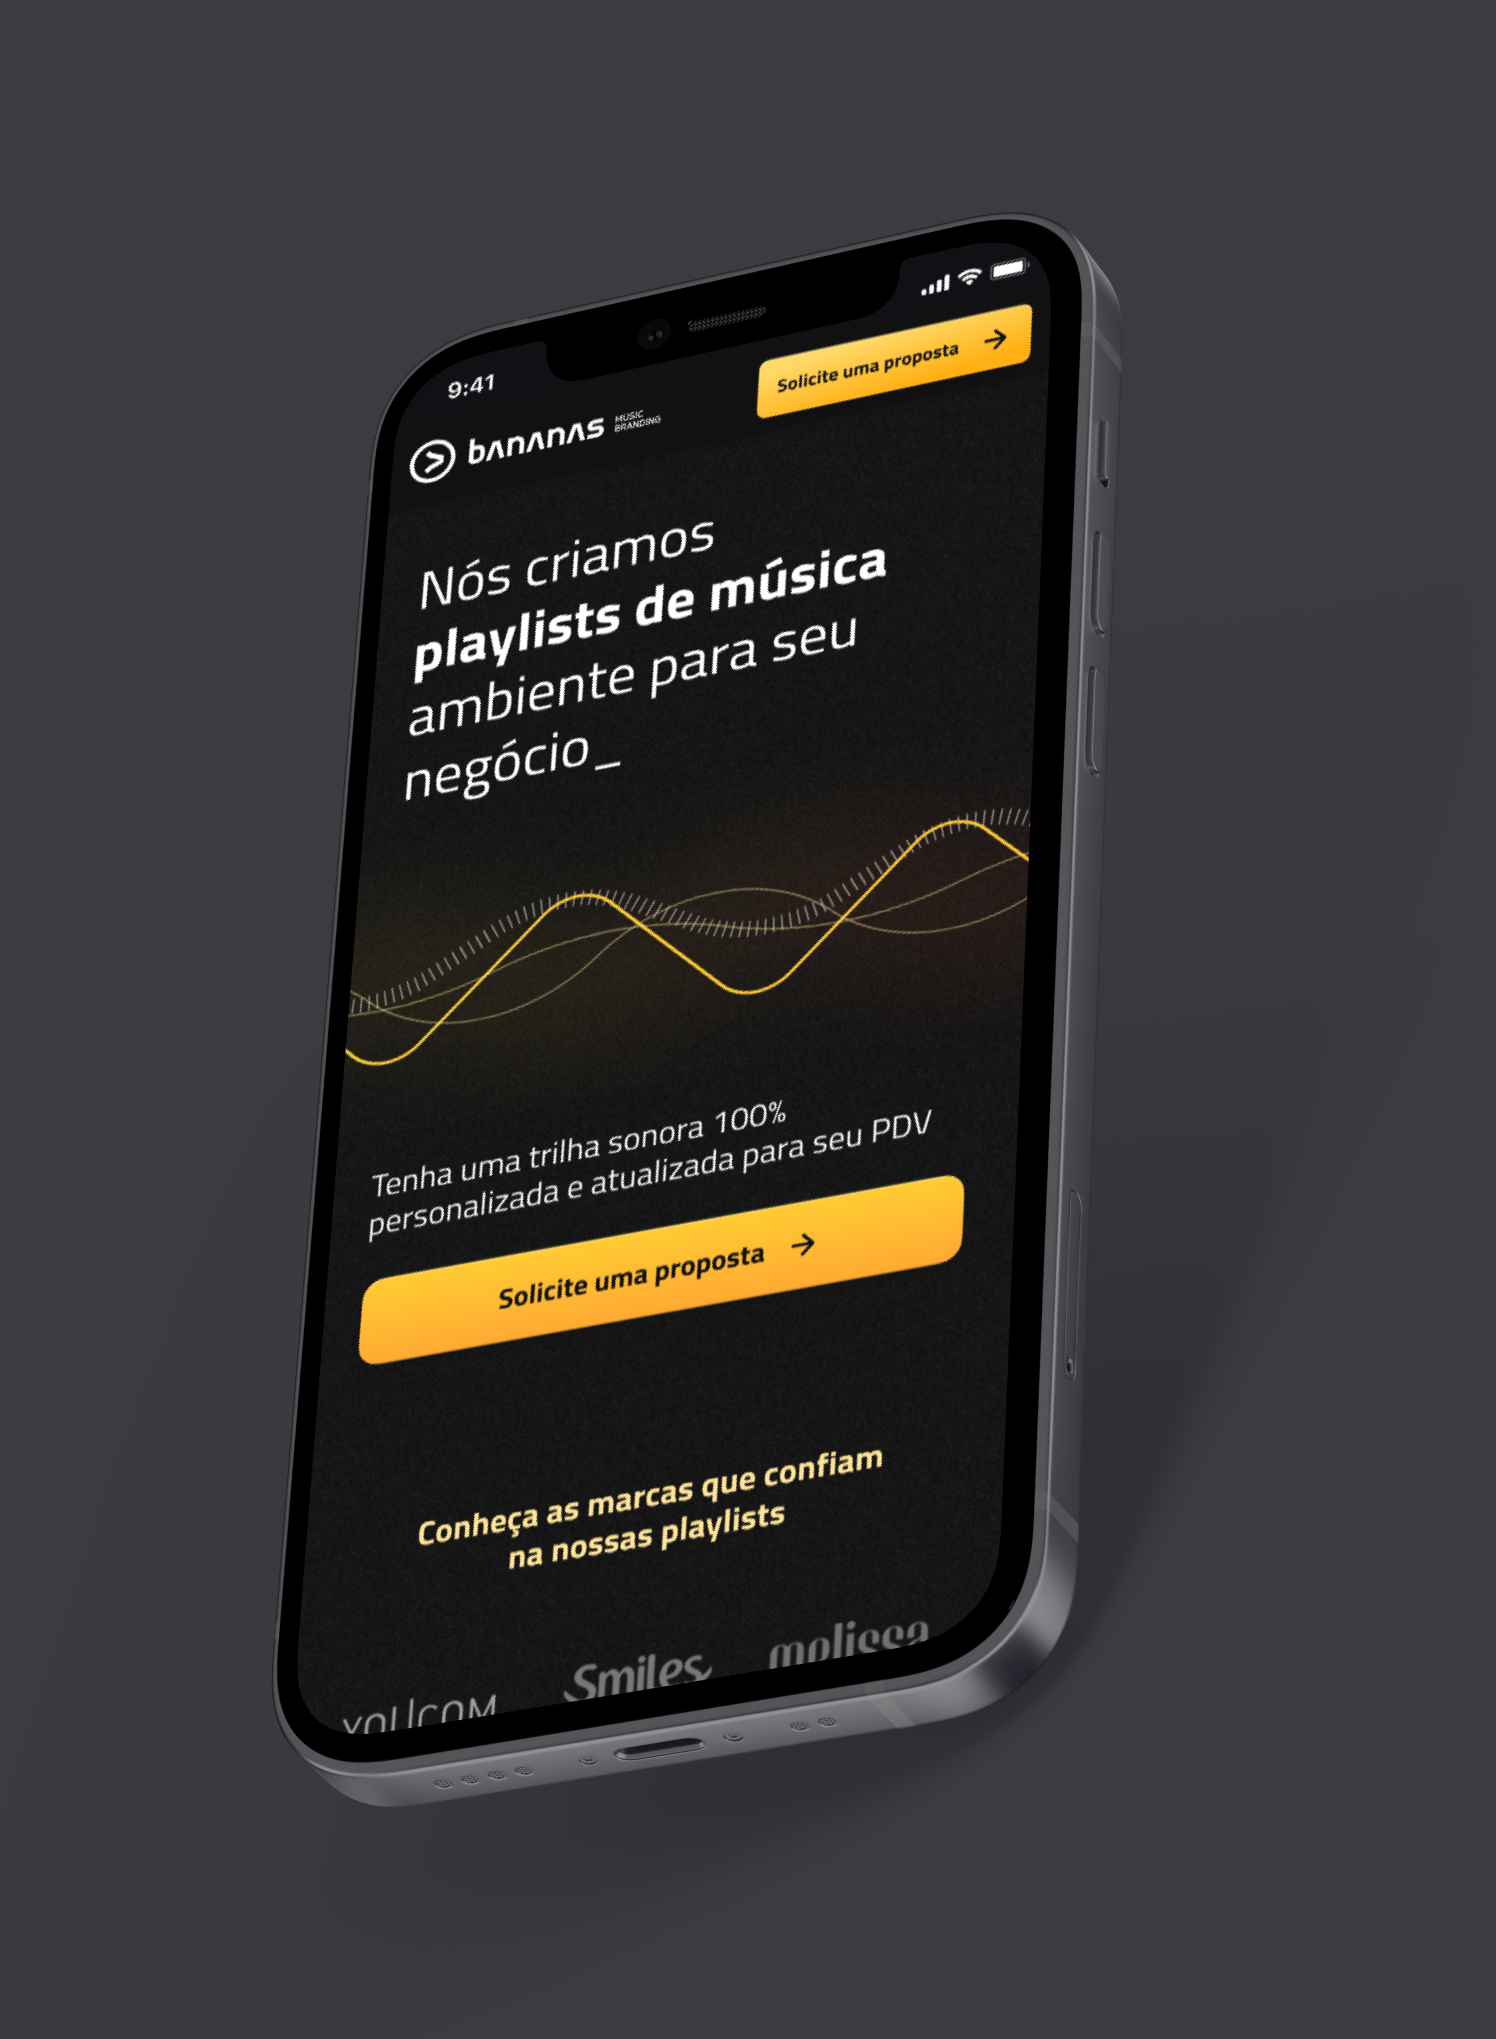 9:41
Solicite uma proposta →
bananas MUSIC BRANDING
Nós criamos
playlists de música
ambiente para seu
negócio_
Tenha uma trilha sonora 100%
personalizada e atualizada para seu PDV
Solicite uma proposta →
Conheça as marcas que confiam
na nossas playlists
YOUCOM Smiles melissa